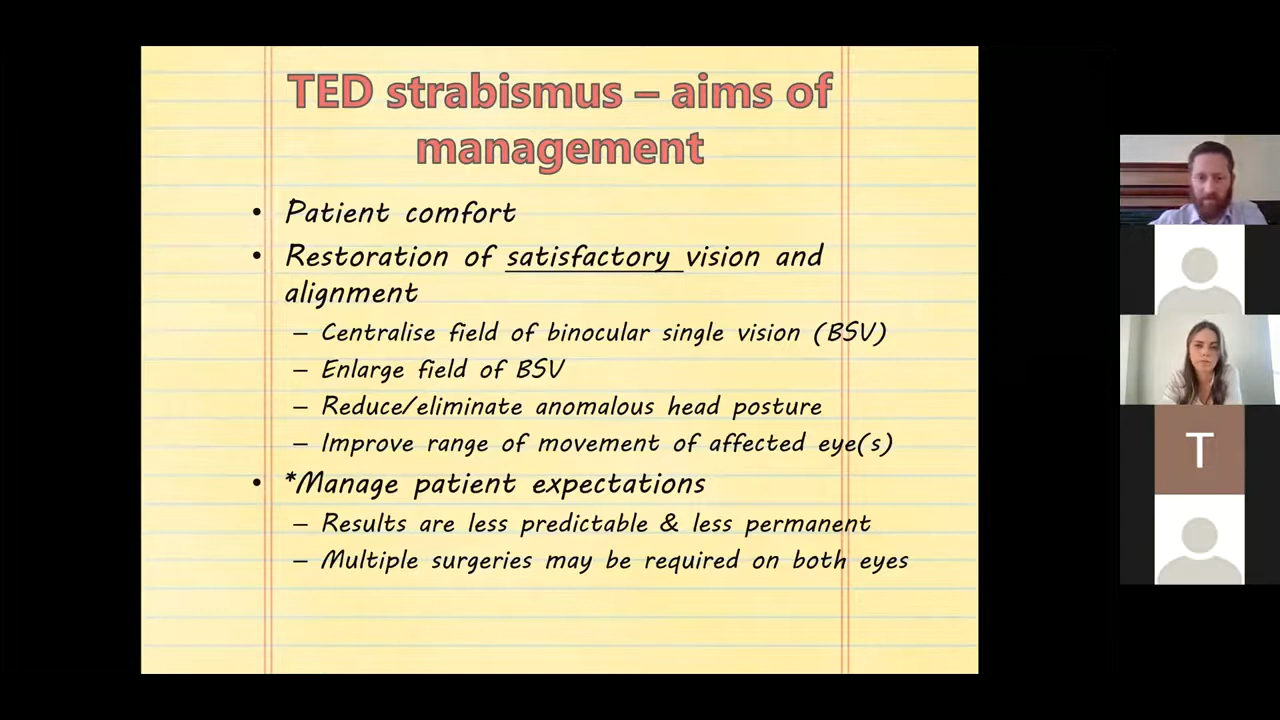 TED strabismus – aims of
management
• Patient comfort
• Restoration of satisfactory vision and
alignment
– Centralise field of binocular single vision (BSV)
– Enlarge field of BSV
– Reduce/eliminate anomalous head posture
– Improve range of movement of affected eye(s)
• *Manage patient expectations
– Results are less predictable & less permanent
– Multiple surgeries may be required on both eyes
T